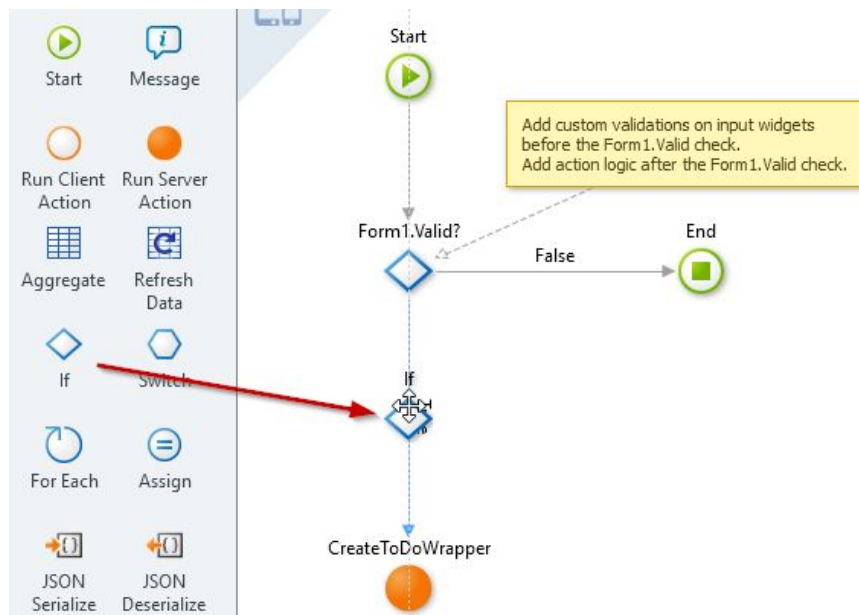 Start
Message
Run Client
Action
Run Server
Action
Aggregate
Refresh
Data
If
Switch
For Each
Assign
JSON
Serialize
JSON
Deserialize
Start
Add custom validations on input widgets
before the Form1.Valid check.
Add action logic after the Form1.Valid check.
Form1.Valid?
False
End
If
CreateToDoWrapper